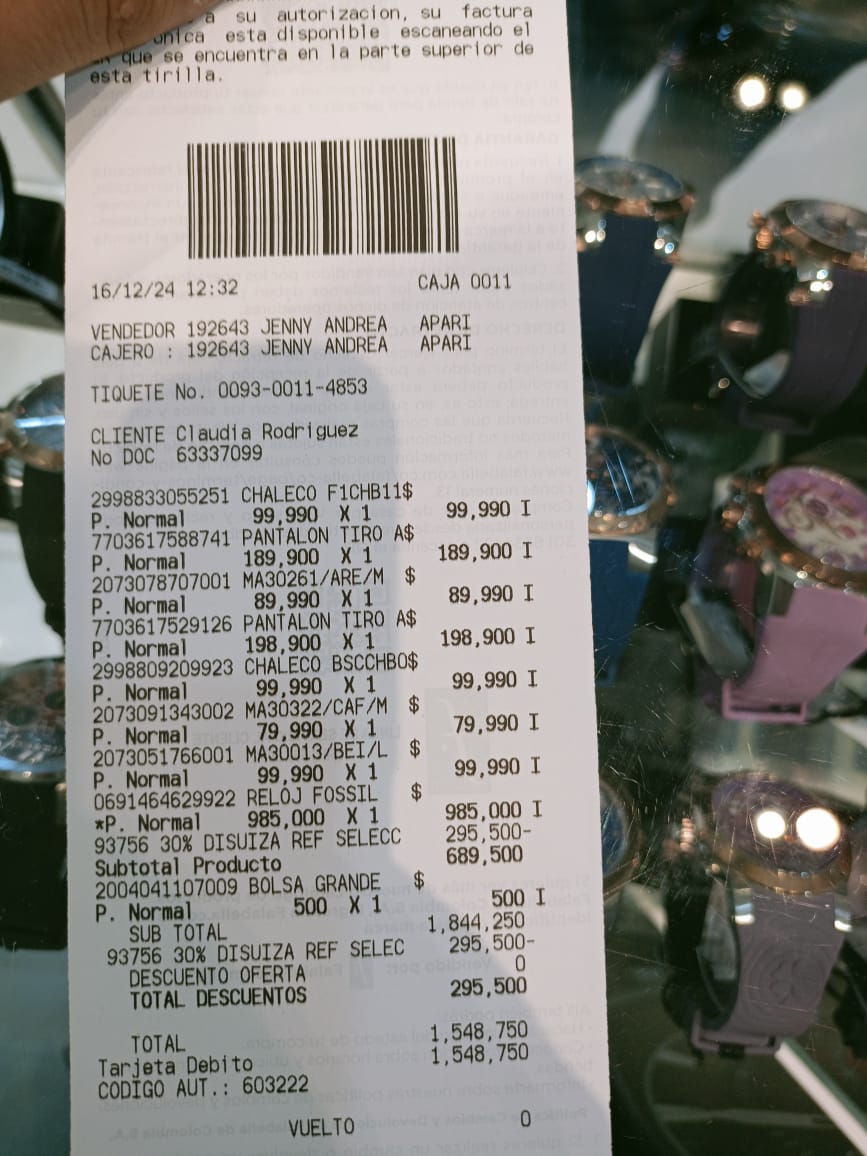 a su autorizacion, su factura
esta disponible escaneando el
que se encuentra en la parte superior de
esta tirilla.
16/12/24 12:32 CAJA 0011
VENDEDOR 192643 JENNY ANDREA APARI
CAJERO : 192643 JENNY ANDREA APARI
TIQUETE No. 0093-0011-4853
CLIENTE Claudia Rodriguez
No DOC 63337099
2998833055251 CHALECO F1CHB11$
P. Normal 99,990 X 1 99,990 I
7703617588741 PANTALON TIRO A$
P. Normal 189,900 X 1 189,900 I
2073078707001 MA30261/ARE/M $
P. Normal 89,990 X 1 89,990 I
7703617529126 PANTALON TIRO A$
P. Normal 198,900 X 1 198,900 I
2998809209923 CHALECO BSCCHBO$
P. Normal 99,990 X 1 99,990 I
2073091343002 MA30322/CAF/M $
P. Normal 79,990 X 1 79,990 I
2073051766001 MA30013/BEI/L $
P. Normal 99,990 X 1 99,990 I
0691464629922 RELOJ FOSSIL $
*P. Normal 985,000 X 1 985,000 I
93756 30% DISUIZA REF SELECC 295,500-
Subtotal Producto 689,500
2004041107009 BOLSA GRANDE $
P. Normal 500 X 1 500 I
SUB TOTAL 1,844,250
93756 30% DISUIZA REF SELEC 295,500-
DESCUENTO OFERTA 0
TOTAL DESCUENTOS 295,500
TOTAL 1,548,750
Tarjeta Debito 1,548,750
CODIGO AUT.: 603222
VUELTO 0